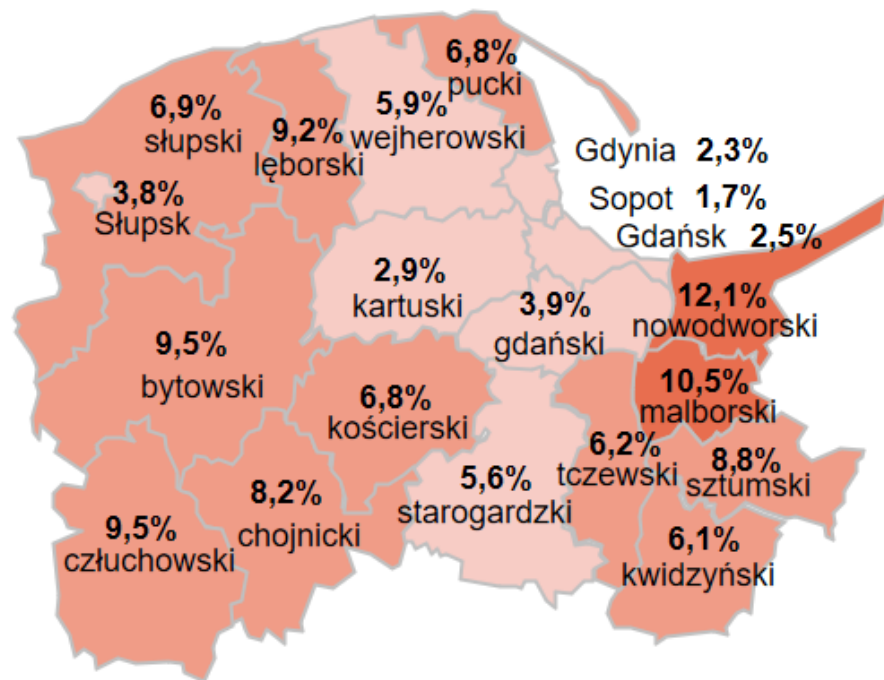 6,8%
pucki
6,9%
słupski
9,2%
lęborski
5,9%
wejherowski
Gdynia 2,3%
Sopot 1,7%
Gdańsk 2,5%
3,8%
Słupsk
2,9%
kartuski
3,9%
gdański
12,1%
nowodworski
9,5%
bytowski
6,8%
kościerski
10,5%
malborski
6,2%
tczewski
8,8%
sztumski
5,6%
starogardzki
8,2%
chojnicki
9,5%
człuchowski
6,1%
kwidzyński